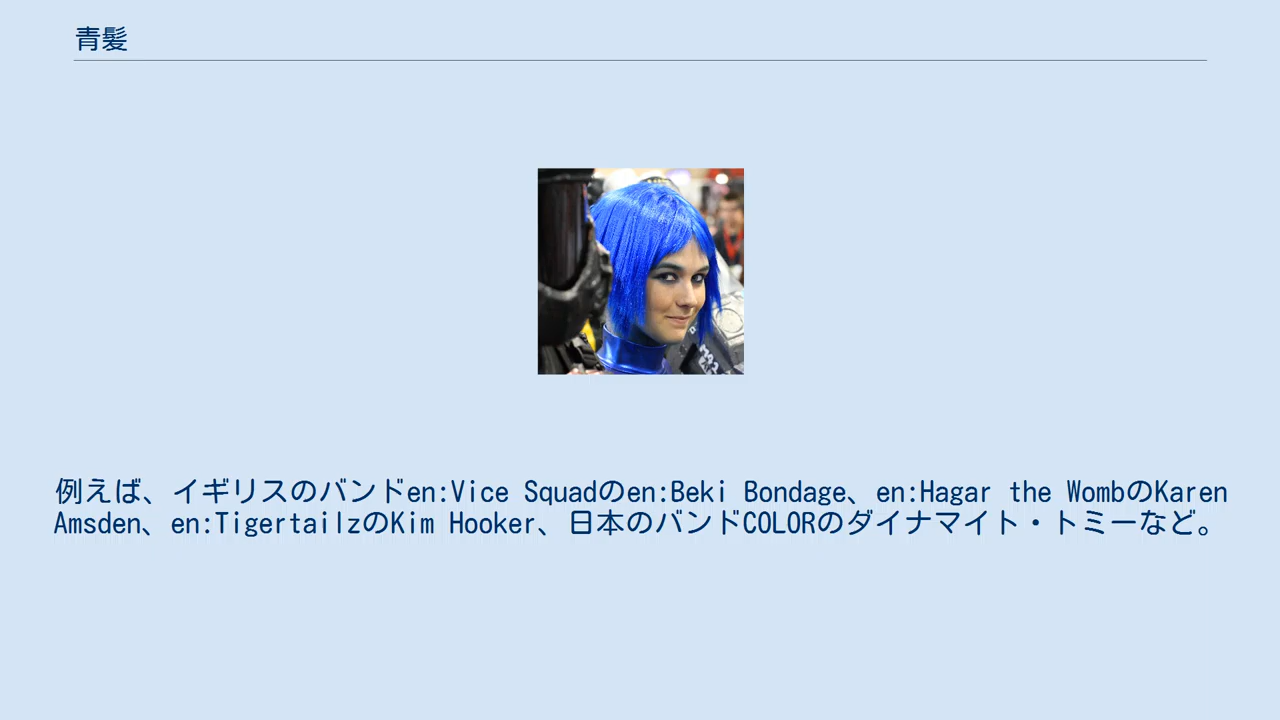 青髪
例えば、イギリスのバンドen:Vice Squadのen:Beki Bondage、en:Hagar the WombのKaren
Amsden、en:TigertailzのKim Hooker、日本のバンドCOLORのダイナマイト・トミーなど。